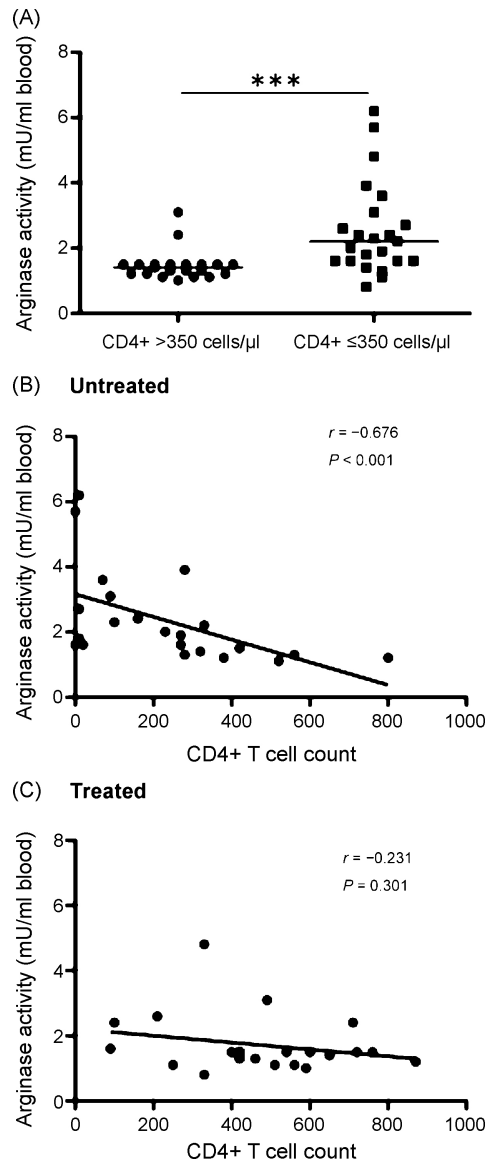 (A)
Arginase activity (mU/ml blood)
8
6
4
2
0
***
CD4+ >350 cells/µl
CD4+ ≤350 cells/µl
(B) Untreated
Arginase activity (mU/ml blood)
8
6
4
2
0
r = −0.676
P < 0.001
0 200 400 600 800 1000
CD4+ T cell count
(C) Treated
Arginase activity (mU/ml blood)
8
6
4
2
0
r = −0.231
P = 0.301
0 200 400 600 800 1000
CD4+ T cell count